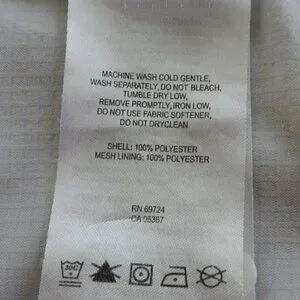 MACHINE WASH COLD GENTLE,
WASH SEPARATELY, DO NOT BLEACH,
TUMBLE DRY LOW,
REMOVE PROMPTLY, IRON LOW,
DO NOT USE FABRIC SOFTENER,
DO NOT DRYCLEAN
SHELL: 100% POLYESTER
MESH LINING: 100% POLYESTER
RN 69724
CA 05367
30C